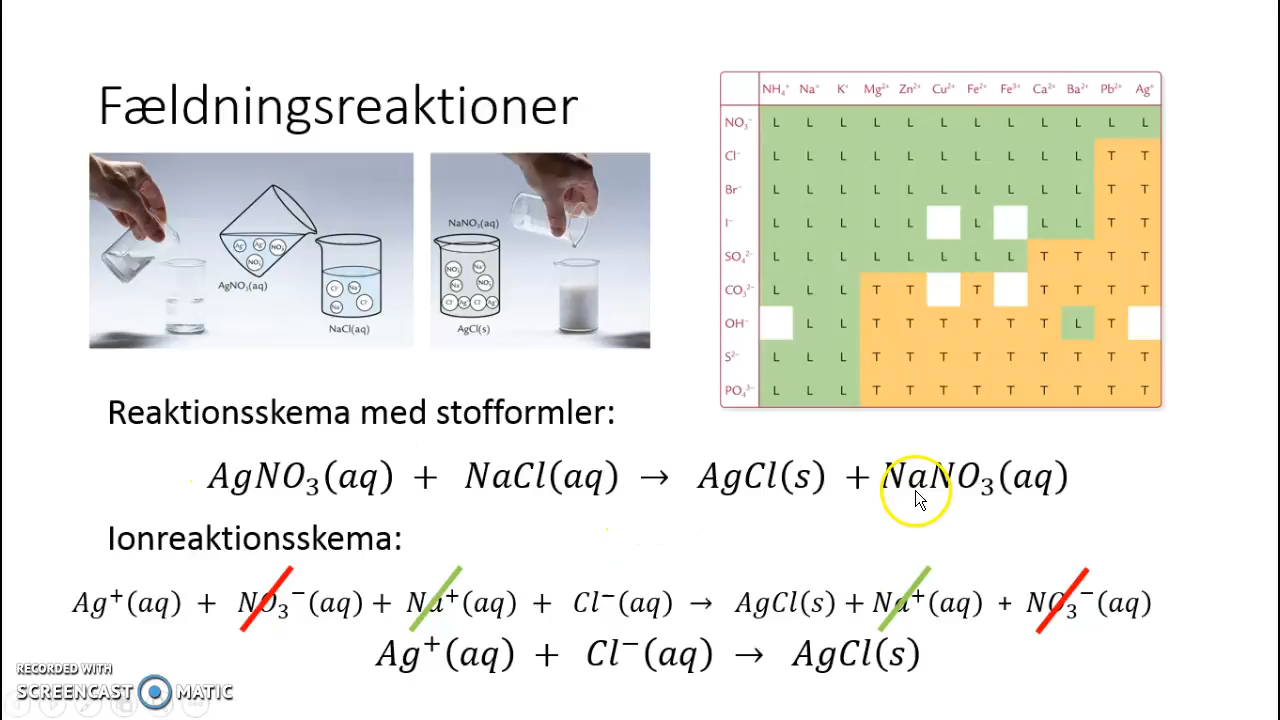 Fældningsreaktioner
AgNO₃(aq)
NaCl(aq)
NaNO₃(aq)
AgCl(s)
NH₄⁺ Na⁺ K⁺ Mg²⁺ Zn²⁺ Cu²⁺ Fe²⁺ Fe³⁺ Ca²⁺ Ba²⁺ Pb²⁺ Ag⁺
NO₃⁻ L L L L L L L L L L L L
Cl⁻ L L L L L L L L L L T T
Br⁻ L L L L L L L L L L T T
I⁻ L L L L L L L L T T
SO₄²⁻ L L L L L L L L T T T T
CO₃²⁻ L L L T T T T T T T
OH⁻ L L T T T T T T L T
S²⁻ L L L T T T T T T T T T
PO₄³⁻ L L L T T T T T T T T T
Reaktionsskema med stofformler:
AgNO₃(aq) + NaCl(aq) → AgCl(s) + NaNO₃(aq)
Ionreaktionsskema:
Ag⁺(aq) + NO₃⁻(aq) + Na⁺(aq) + Cl⁻(aq) → AgCl(s) + Na⁺(aq) + NO₃⁻(aq)
Ag⁺(aq) + Cl⁻(aq) → AgCl(s)
RECORDED WITH
SCREENCAST MATIC